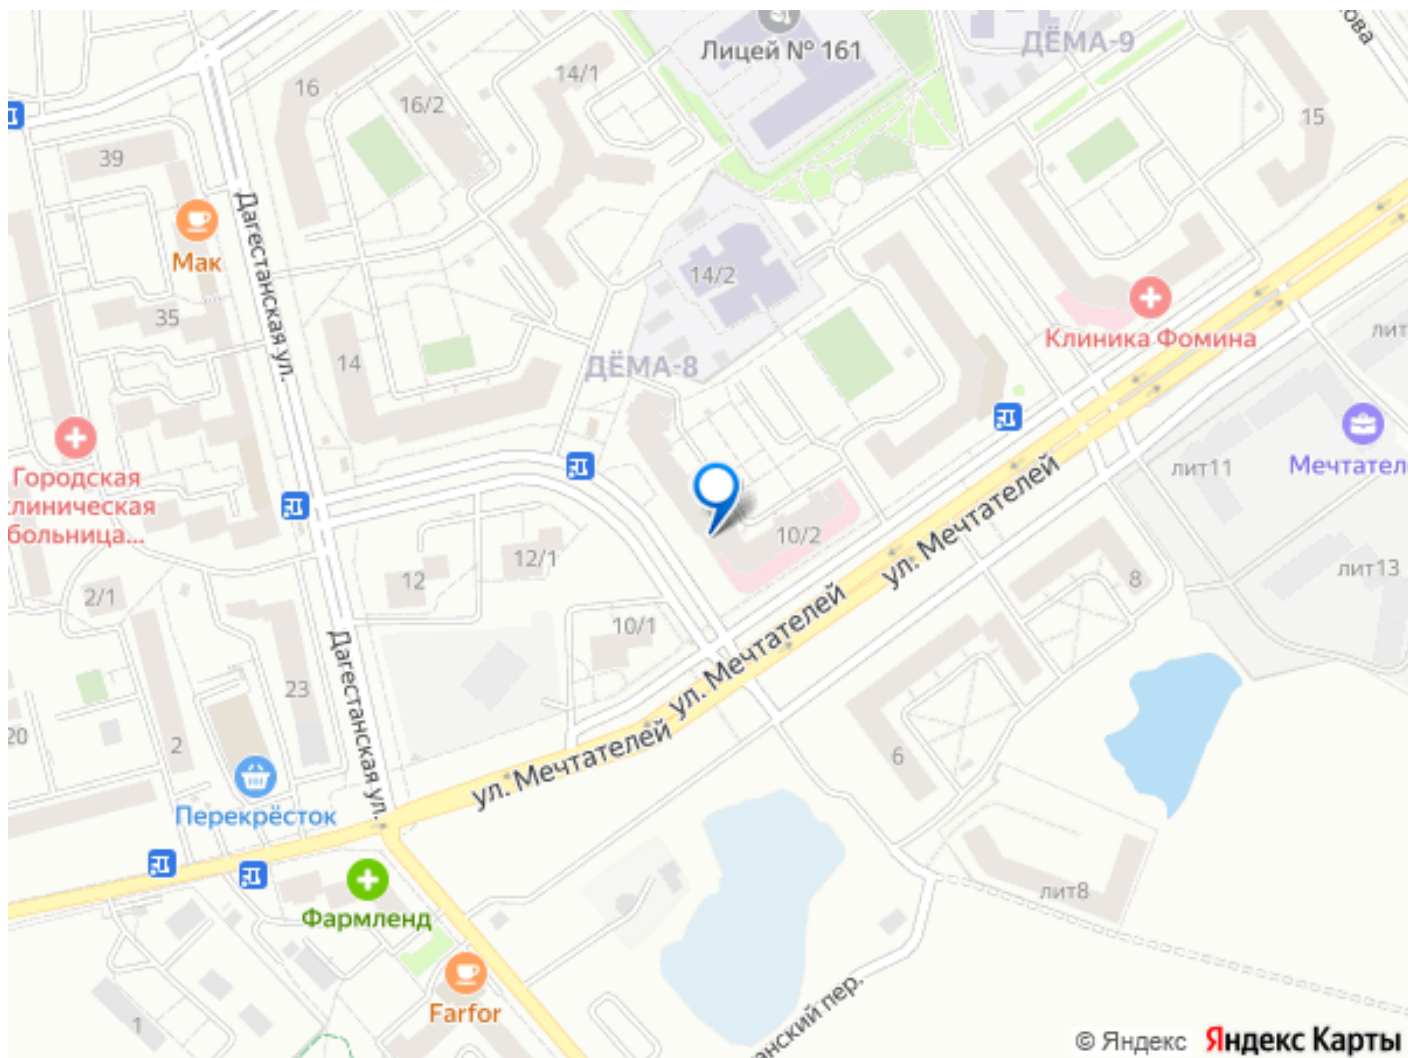 ова
Лицей № 161
ДЁМА-9
14/1
16
16/2
15
39
Дагестанская ул.
Мак
14/2
35
14
ДЁМА-8
Клиника Фомина
лит
Городская
клиническая
больница...
лит11
Мечтател
ул. Мечтателей
10/2
12/1
12
8
лит13
2/1
10/1
ул. Мечтателей
Дагестанская ул.
23
20
2
6
ул. Мечтателей
Перекрёсток
лит8
Фармленд
Farfor
1
анский пер.
© Яндекс Яндекс Карты